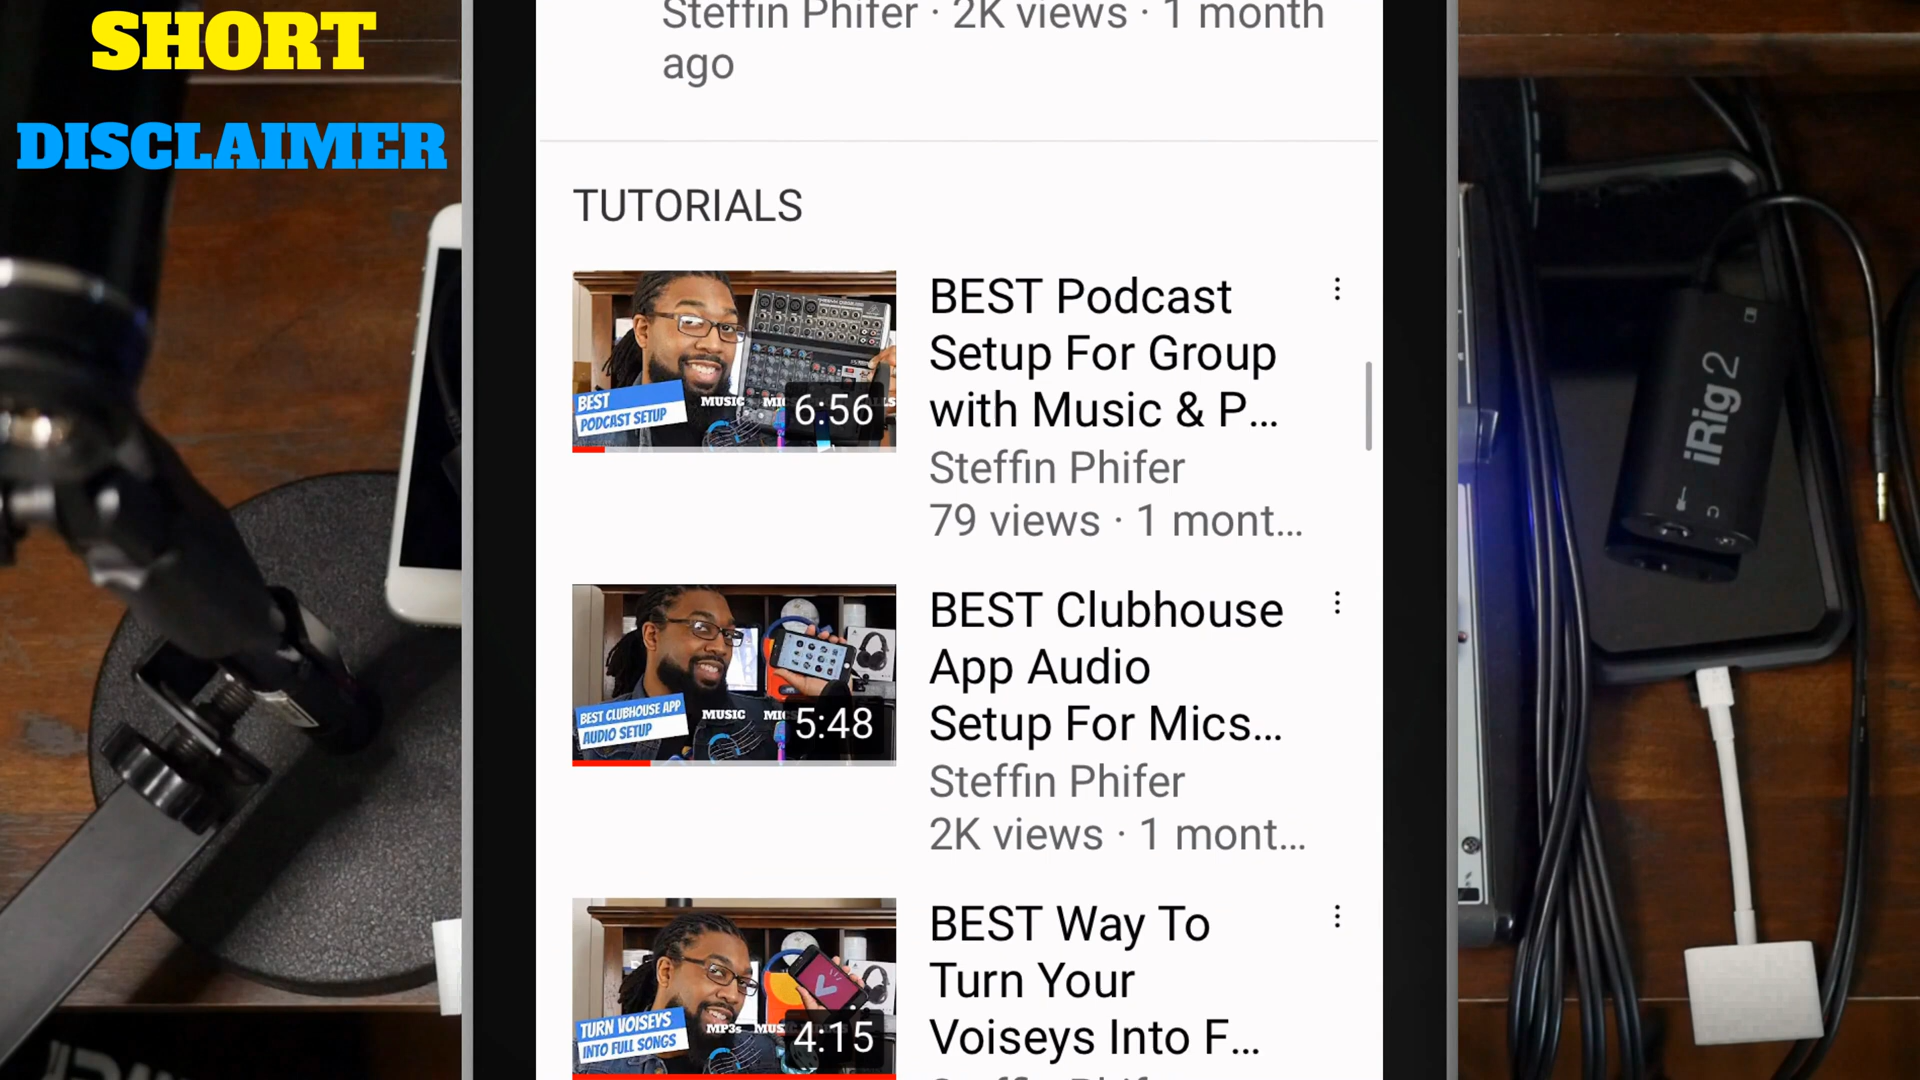 SHORT
DISCLAIMER
Steffin Phifer · 2K views · 1 month
ago
TUTORIALS
BEST
PODCAST SETUP
MUSIC
6:56
BEST Podcast
Setup For Group
with Music & P...
Steffin Phifer
79 views · 1 mont...
BEST CLUBHOUSE APP
AUDIO SETUP
MUSIC
5:48
BEST Clubhouse
App Audio
Setup For Mics...
Steffin Phifer
2K views · 1 mont...
TURN VOISEYS
INTO FULL SONGS
MP3s
4:15
BEST Way To
Turn Your
Voiseys Into F...
iRig 2